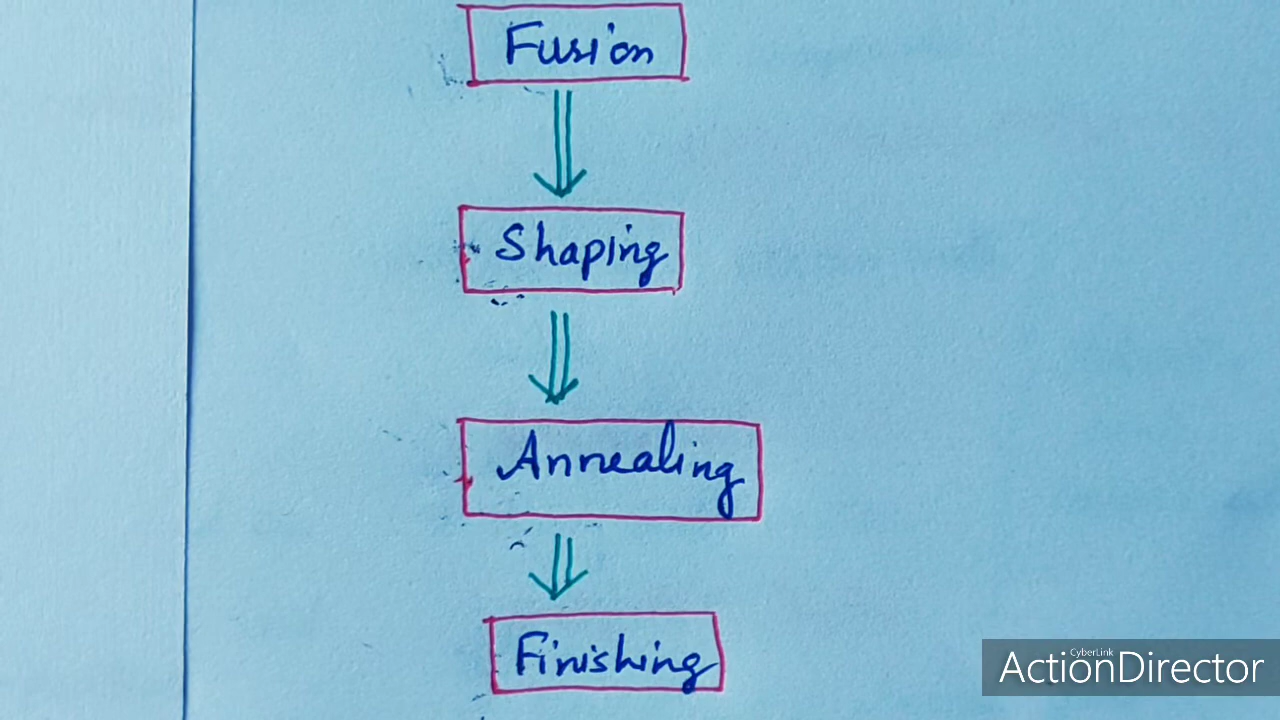 Fusion
Shaping
Annealing
Finishing
CyberLink
ActionDirector